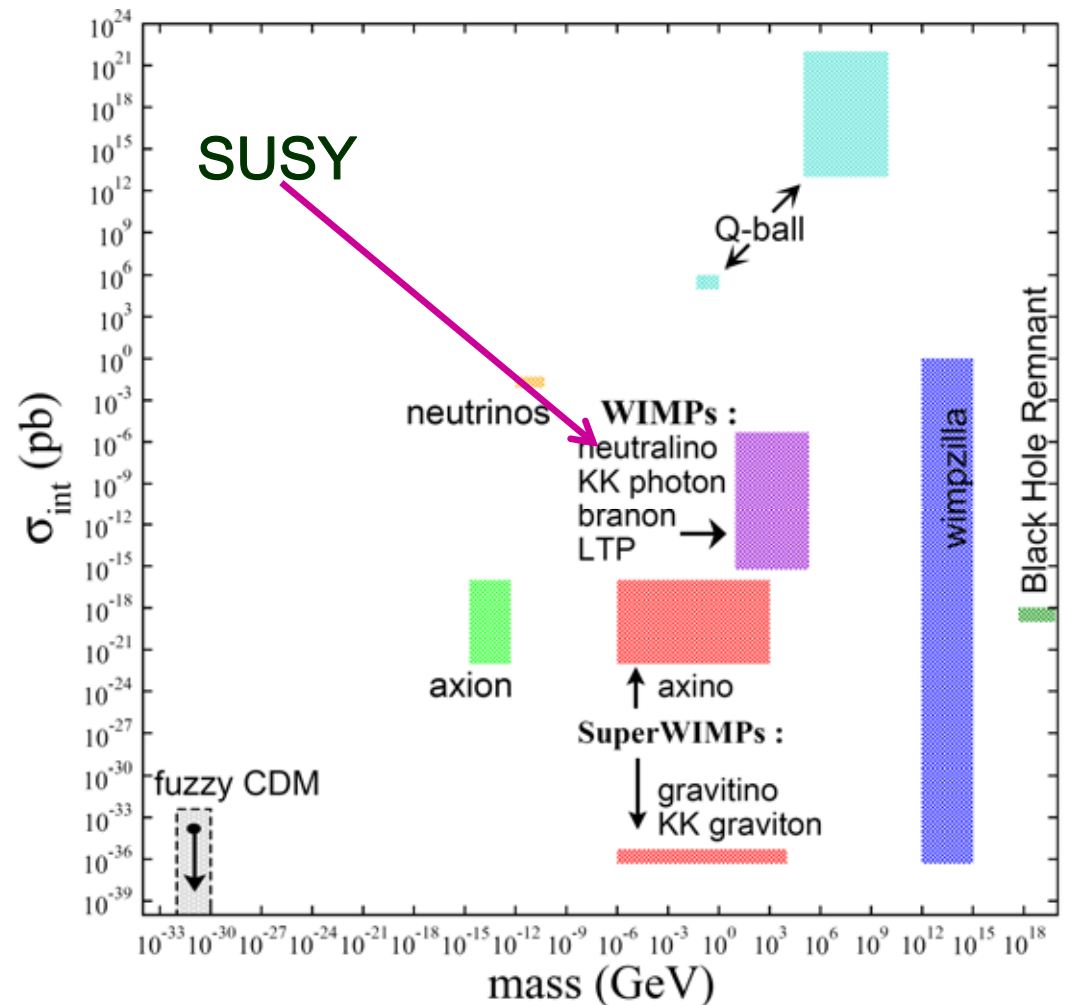 SUSY
Q-ball
neutrinos
WIMPs :
neutralino
KK photon
branon
LTP
wimpzilla
Black Hole Remnant
axion
axino
SuperWIMPs :
gravitino
KK graviton
fuzzy CDM
σint (pb)
10^24
10^21
10^18
10^15
10^12
10^9
10^6
10^3
10^0
10^-3
10^-6
10^-9
10^-12
10^-15
10^-18
10^-21
10^-24
10^-27
10^-30
10^-33
10^-36
10^-39
10^-33 10^-30 10^-27 10^-24 10^-21 10^-18 10^-15 10^-12 10^-9 10^-6 10^-3 10^0 10^3 10^6 10^9 10^12 10^15 10^18
mass (GeV)